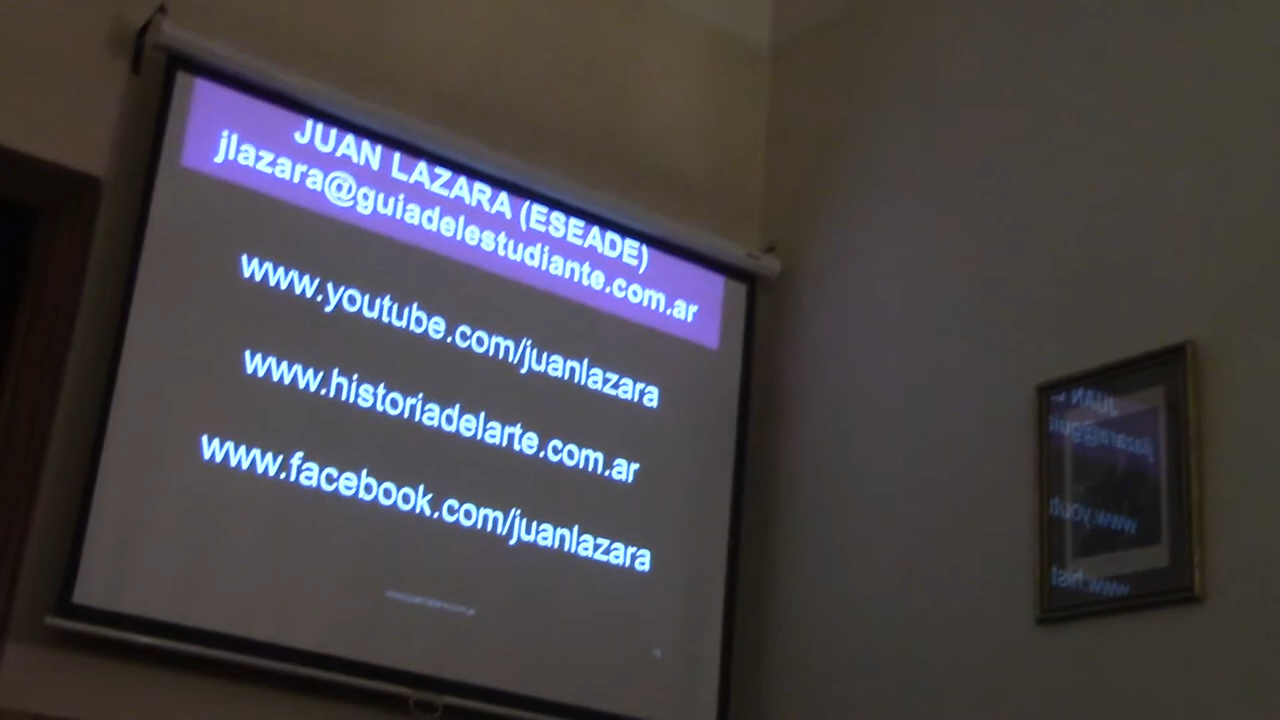 JUAN LAZARA (ESEADE)
jlazara@guiadelestudiante.com.ar
www.youtube.com/juanlazara
www.historiadelarte.com.ar
www.facebook.com/juanlazara